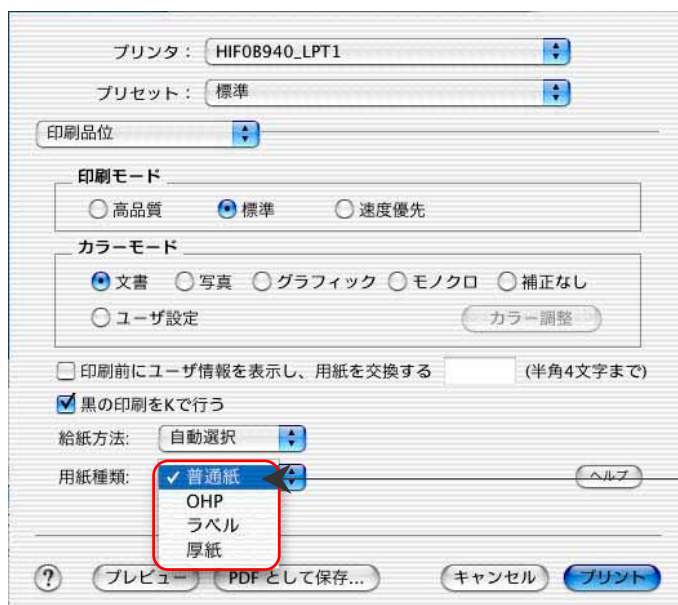 プリンタ： HIF0B940_LPT1
プリセット： 標準
印刷品位
印刷モード
高品質 標準 速度優先
カラーモード
文書 写真 グラフィック モノクロ 補正なし
ユーザ設定 カラー調整
印刷前にユーザ情報を表示し、用紙を交換する (半角4文字まで)
黒の印刷をKで行う
給紙方法: 自動選択
用紙種類: ✓ 普通紙 ヘルプ
OHP
ラベル
厚紙
? プレビュー PDF として保存... キャンセル プリント